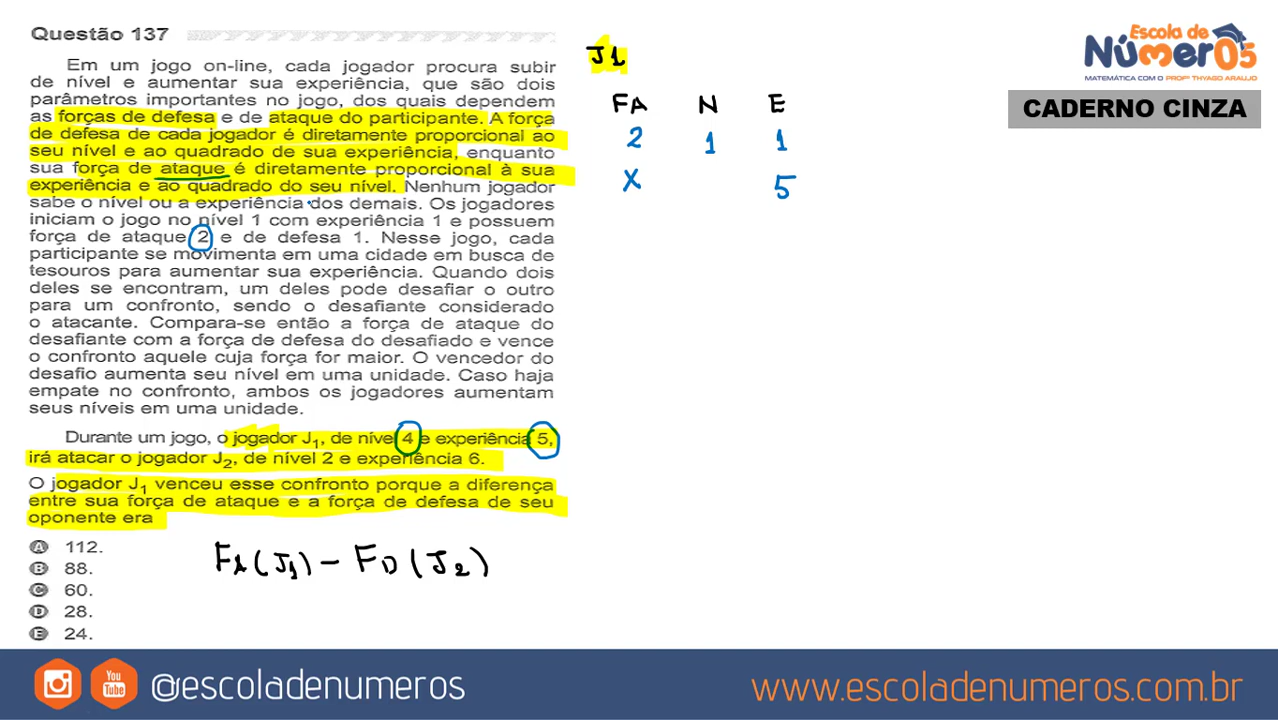 Questão 137
Em um jogo on-line, cada jogador procura subir
de nível e aumentar sua experiência, que são dois
parâmetros importantes no jogo, dos quais dependem
as forças de defesa e de ataque do participante. A força
de defesa de cada jogador é diretamente proporcional ao
seu nível e ao quadrado de sua experiência, enquanto
sua força de ataque é diretamente proporcional à sua
experiência e ao quadrado do seu nível. Nenhum jogador
sabe o nível ou a experiência dos demais. Os jogadores
iniciam o jogo no nível 1 com experiência 1 e possuem
força de ataque 2 e de defesa 1. Nesse jogo, cada
participante se movimenta em uma cidade em busca de
tesouros para aumentar sua experiência. Quando dois
deles se encontram, um deles pode desafiar o outro
para um confronto, sendo o desafiante considerado
o atacante. Compara-se então a força de ataque do
desafiante com a força de defesa do desafiado e vence
o confronto aquele cuja força for maior. O vencedor do
desafio aumenta seu nível em uma unidade. Caso haja
empate no confronto, ambos os jogadores aumentam
seus níveis em uma unidade.
Durante um jogo, o jogador J1, de nível 4 e experiência 5,
irá atacar o jogador J2, de nível 2 e experiência 6.
O jogador J1 venceu esse confronto porque a diferença
entre sua força de ataque e a força de defesa de seu
oponente era
A 112.
B 88.
C 60.
D 28.
E 24.
FA(J1) - FD(J2)
J1
FA N E
2 1 1
X 5
Escola de
NúmerOS
MATEMÁTICA COM O PROFº THYAGO ARAUJO
CADERNO CINZA
You
Tube
@escoladenumeros
www.escoladenumeros.com.br